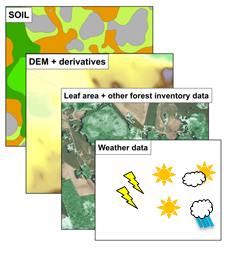 SOIL
DEM + derivatives
Leaf area + other forest inventory data
Weather data